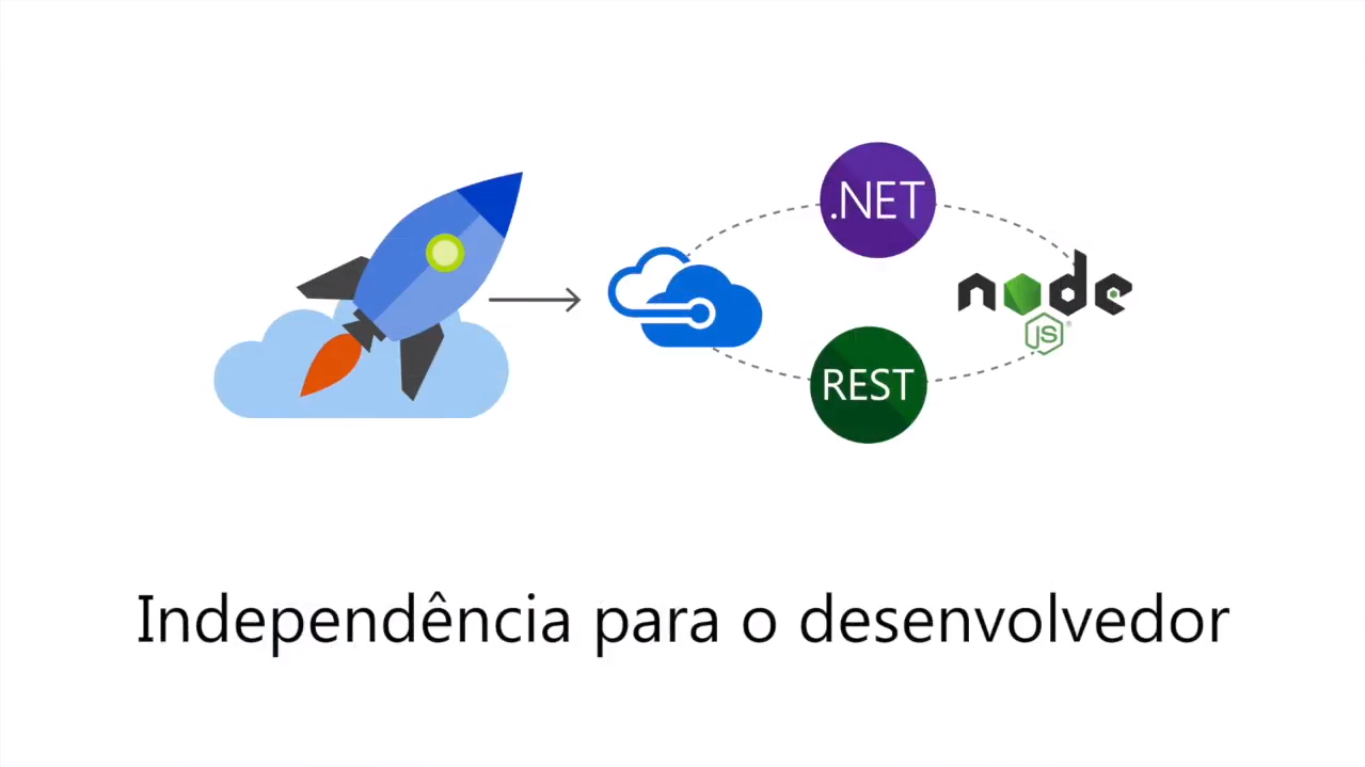 .NET
node
JS
REST
Independência para o desenvolvedor